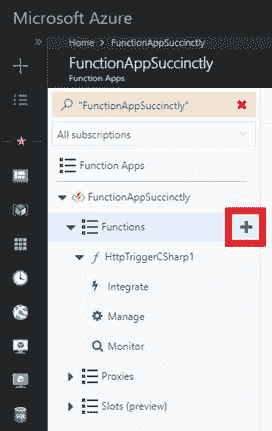 Microsoft Azure
Home > FunctionAppSuccinctly
FunctionAppSuccinctly
Function Apps
"FunctionAppSuccinctly"
All subscriptions
Function Apps
FunctionAppSuccinctly
Functions
f HttpTriggerCSharp1
Integrate
Manage
Monitor
Proxies
Slots (preview)